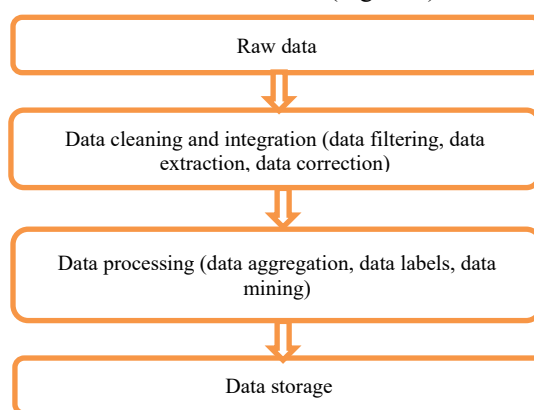 Raw data
Data cleaning and integration (data filtering, data
extraction, data correction)
Data processing (data aggregation, data labels, data
mining)
Data storage